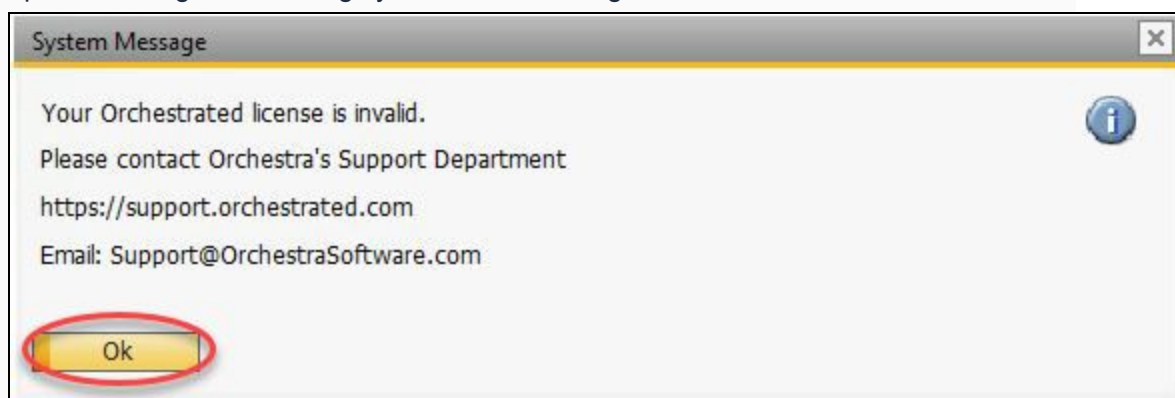 System Message
Your Orchestrated license is invalid.
Please contact Orchestra's Support Department
https://support.orchestrated.com
Email: Support@OrchestraSoftware.com
Ok